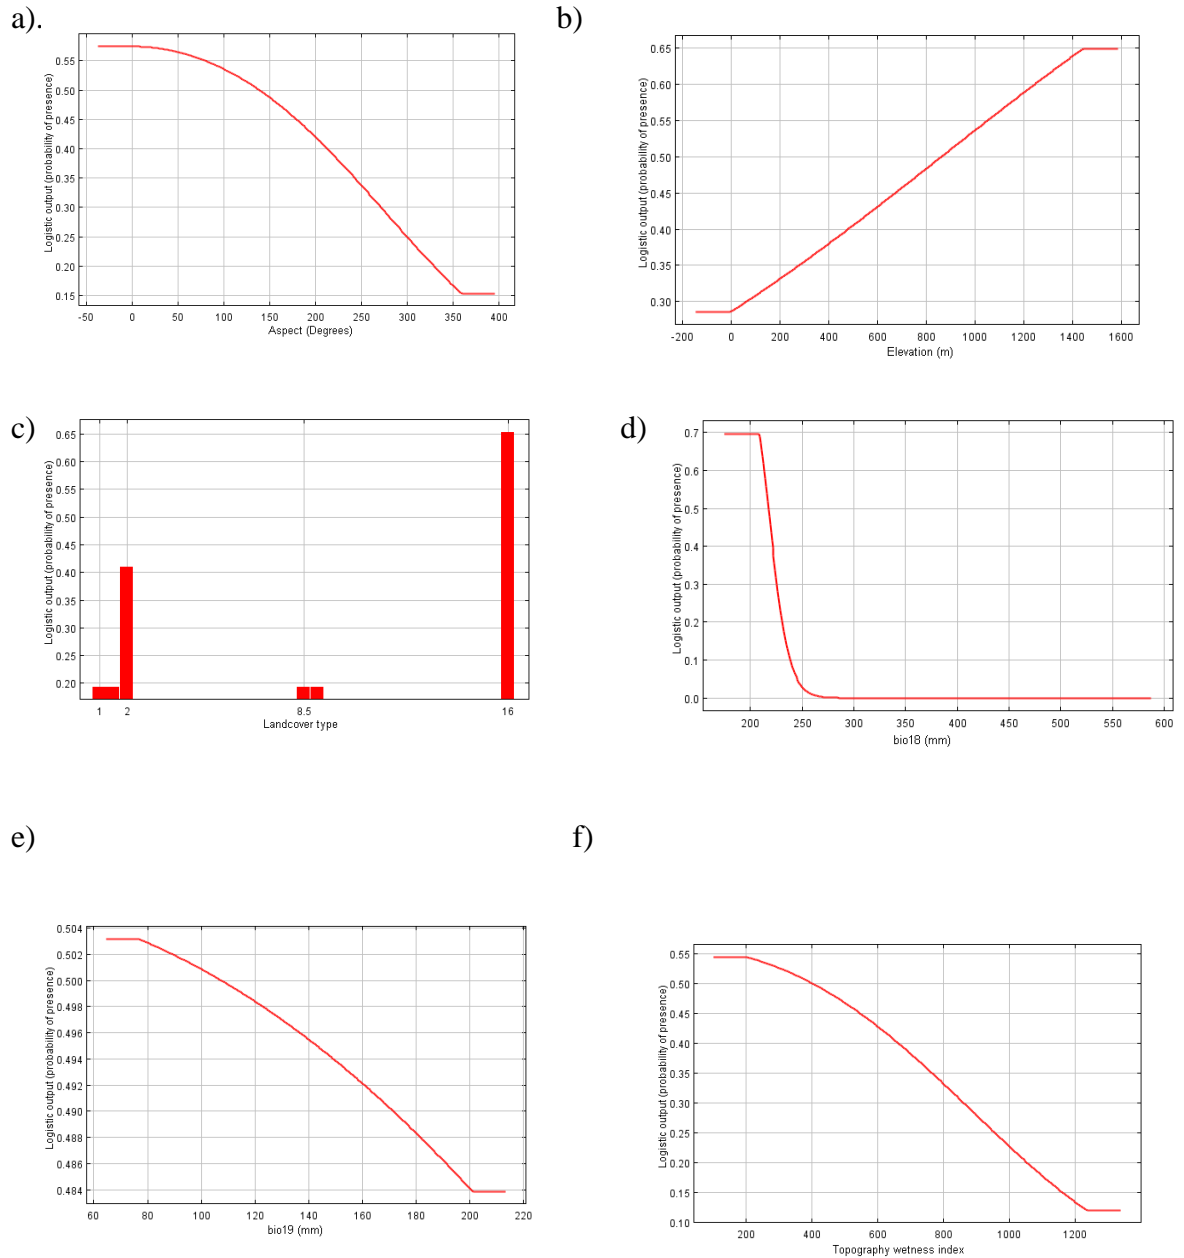 a).
Logistic output (probability of presence)
0.55
0.50
0.45
0.40
0.35
0.30
0.25
0.20
0.15
-50 0 50 100 150 200 250 300 350 400
Aspect (Degrees)
b)
Logistic output (probability of presence)
0.65
0.60
0.55
0.50
0.45
0.40
0.35
0.30
-200 0 200 400 600 800 1000 1200 1400 1600
Elevation (m)
c)
Logistic output (probability of presence)
0.65
0.60
0.55
0.50
0.45
0.40
0.35
0.30
0.25
0.20
1 2 8.5 16
Landcover type
d)
Logistic output (probability of presence)
0.7
0.6
0.5
0.4
0.3
0.2
0.1
0.0
200 250 300 350 400 450 500 550 600
bio18 (mm)
e)
Logistic output (probability of presence)
0.504
0.502
0.500
0.498
0.496
0.494
0.492
0.490
0.488
0.486
0.484
60 80 100 120 140 160 180 200 220
bio19 (mm)
f)
Logistic output (probability of presence)
0.55
0.50
0.45
0.40
0.35
0.30
0.25
0.20
0.15
0.10
200 400 600 800 1000 1200
Topography wetness index